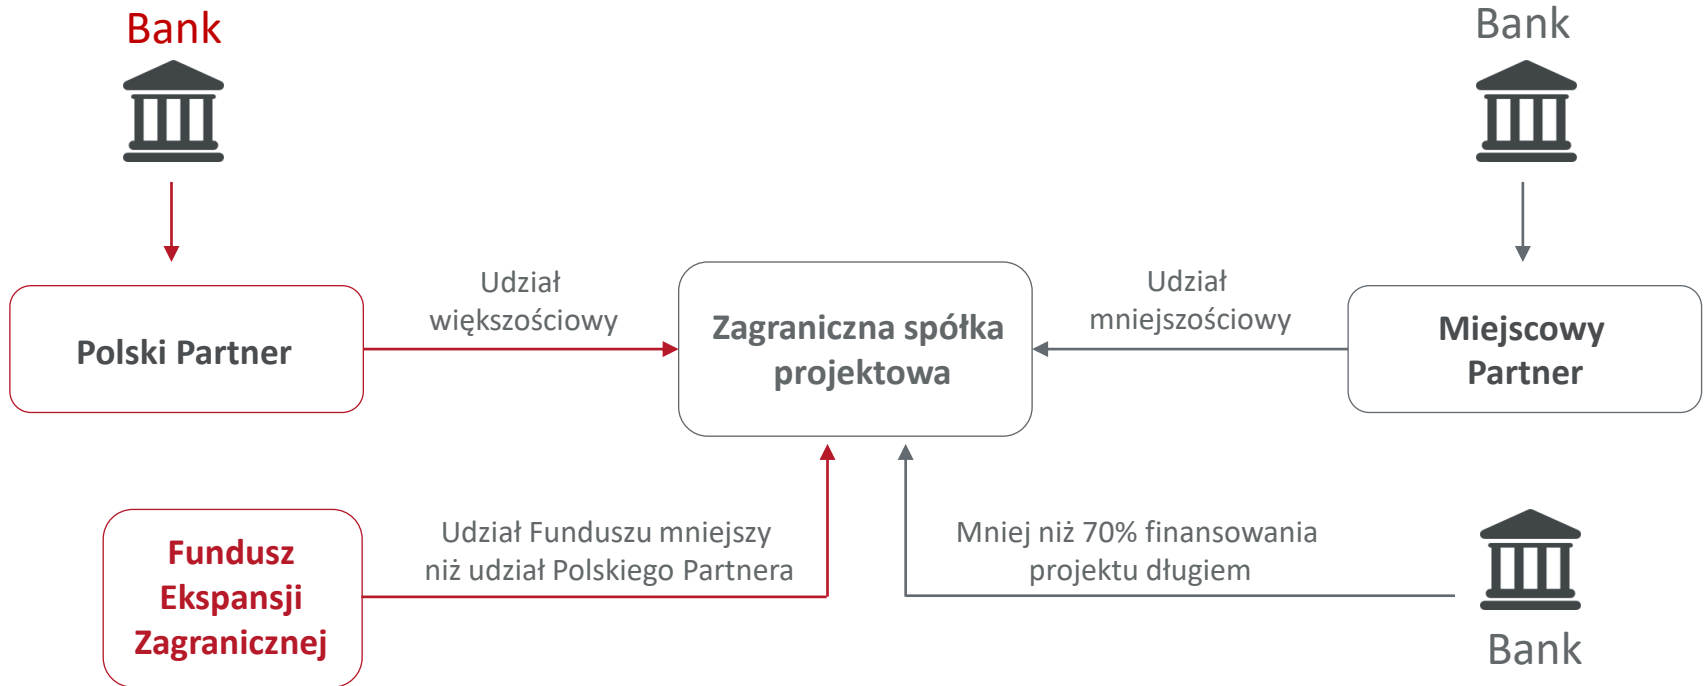 Bank
Bank
Polski Partner
Udział
większościowy
Zagraniczna spółka
projektowa
Udział
mniejszościowy
Miejscowy
Partner
Fundusz
Ekspansji
Zagranicznej
Udział Funduszu mniejszy
niż udział Polskiego Partnera
Mniej niż 70% finansowania
projektu długiem
Bank